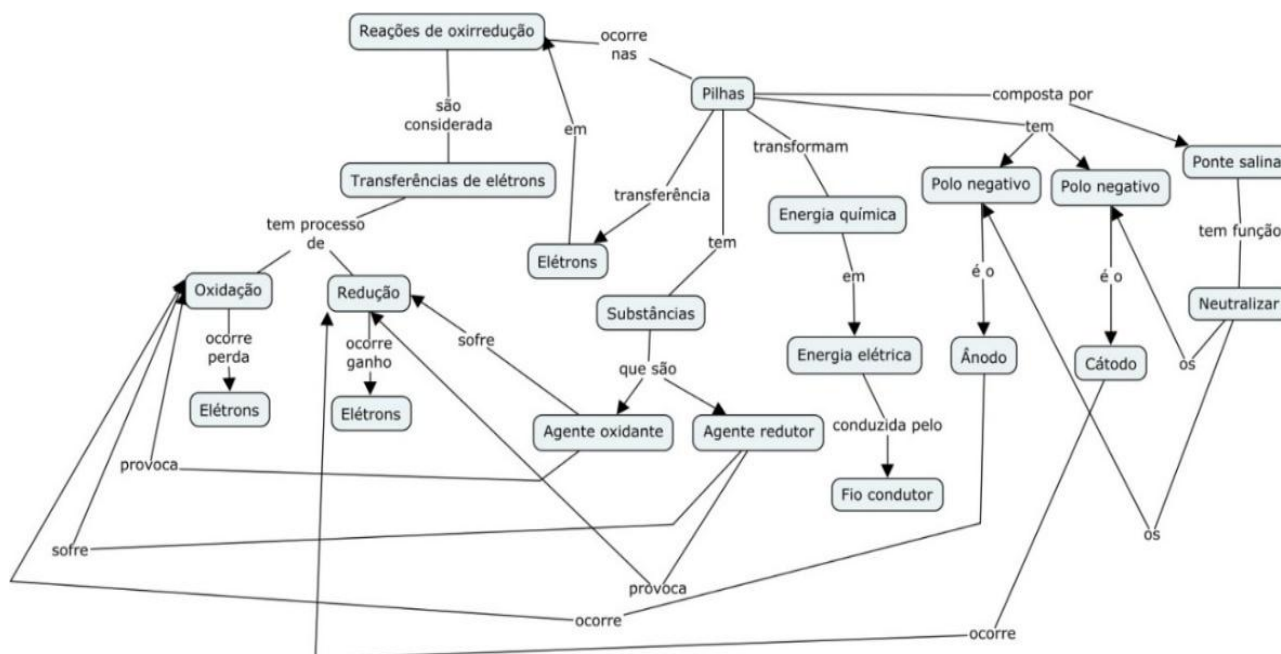 Reações de oxirredução
ocorre
nas
Pilhas
composta por
são
considerada
em
transformam
tem
Ponte salina
Transferências de elétrons
transferência
Polo negativo
Polo negativo
Energia química
tem processo
de
tem
tem função
Elétrons
em
é o
é o
Oxidação
Redução
Substâncias
Neutralizar
ocorre
perda
ocorre
ganho
sofre
que são
Energia elétrica
Ânodo
Cátodo
os
Elétrons
Elétrons
Agente oxidante
Agente redutor
conduzida pelo
provoca
Fio condutor
sofre
os
provoca
ocorre
ocorre